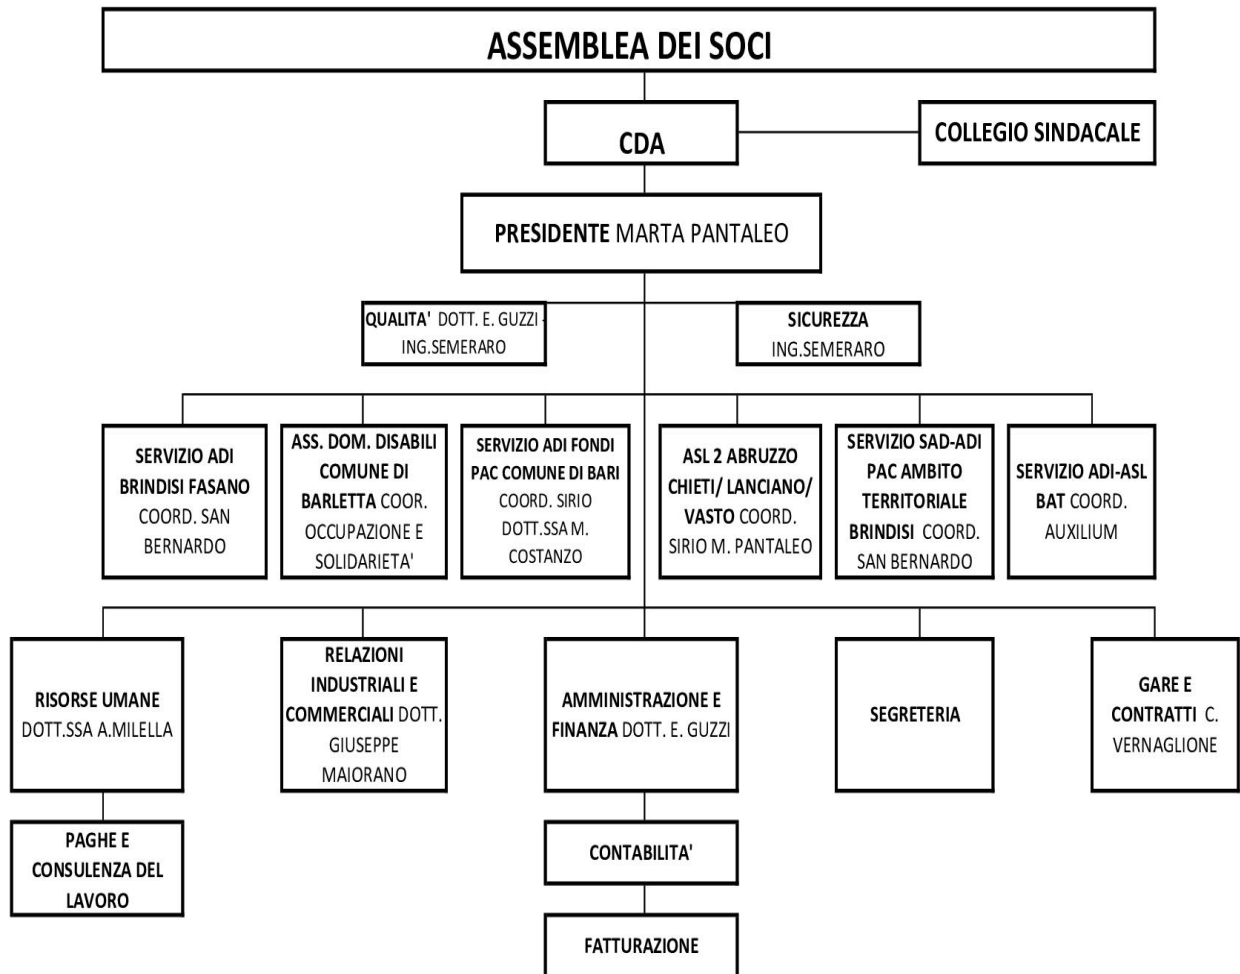 ASSEMBLEA DEI SOCI
CDA
COLLEGIO SINDACALE
PRESIDENTE MARTA PANTALEO
QUALITA' DOTT. E. GUZZI -
ING.SEMERARO
SICUREZZA
ING.SEMERARO
SERVIZIO ADI
BRINDISI FASANO
COORD. SAN
BERNARDO
ASS. DOM. DISABILI
COMUNE DI
BARLETTA COOR.
OCCUPAZIONE E
SOLIDARIETA'
SERVIZIO ADI FONDI
PAC COMUNE DI BARI
COORD. SIRIO
DOTT.SSA M.
COSTANZO
ASL 2 ABRUZZO
CHIETI/ LANCIANO/
VASTO COORD.
SIRIO M. PANTALEO
SERVIZIO SAD-ADI
PAC AMBITO
TERRITORIALE
BRINDISI COORD.
SAN BERNARDO
SERVIZIO ADI-ASL
BAT COORD.
AUXILIUM
RISORSE UMANE
DOTT.SSA A.MILELLA
RELAZIONI
INDUSTRIALI E
COMMERCIALI DOTT.
GIUSEPPE
MAIORANO
AMMINISTRAZIONE E
FINANZA DOTT. E. GUZZI
SEGRETERIA
GARE E
CONTRATTI C.
VERNAGLIONE
PAGHE E
CONSULENZA DEL
LAVORO
CONTABILITA'
FATTURAZIONE